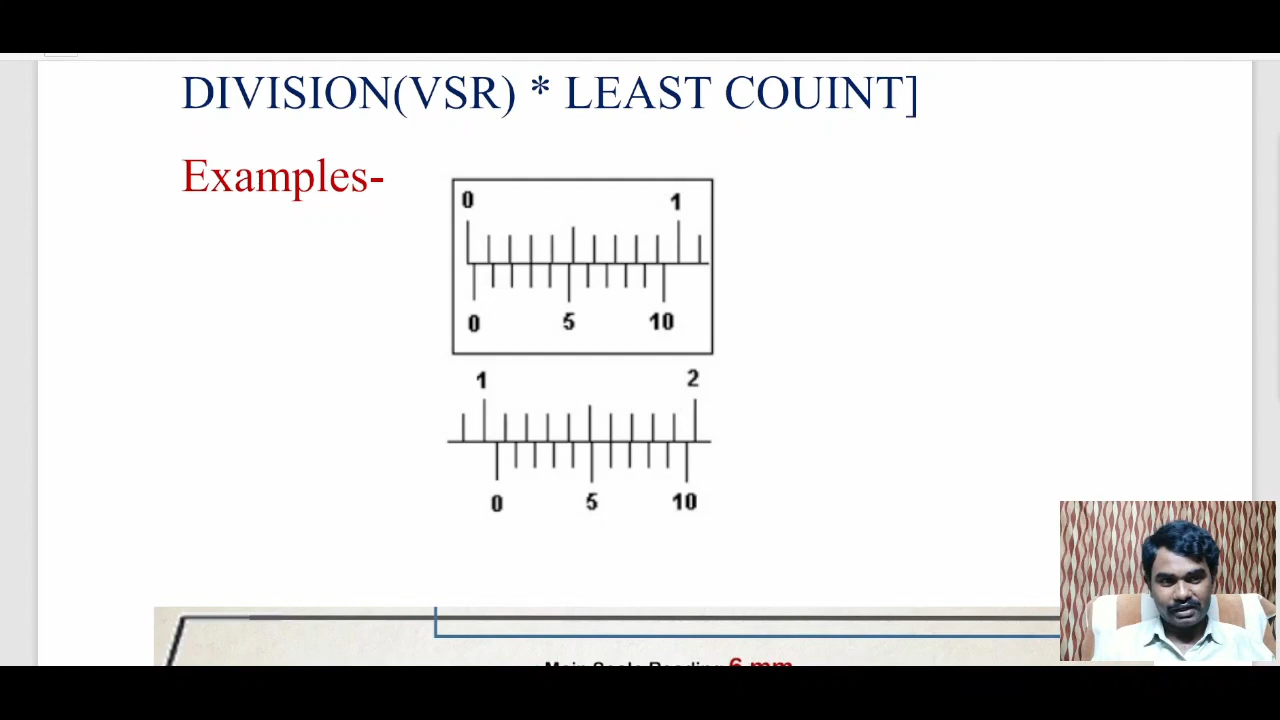 DIVISION(VSR) * LEAST COUINT]
Examples-
0 1
0 5 10
1 2
0 5 10
Main Scale Reading 6 mm